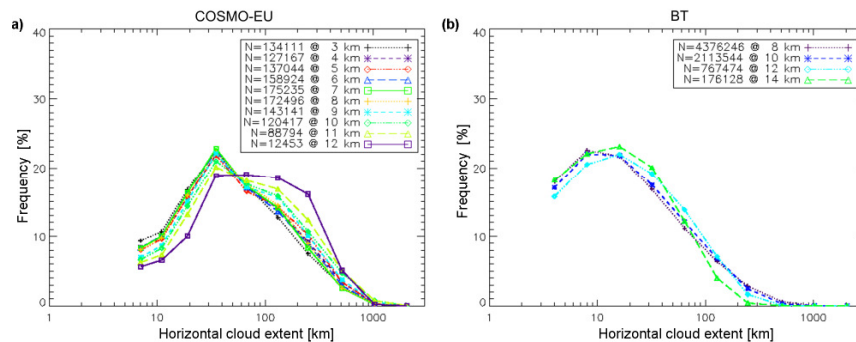 a)
COSMO-EU
40
30
20
10
0
Frequency [%]
N=134111 @ 3 km
N=127167 @ 4 km
N=137044 @ 5 km
N=158924 @ 6 km
N=175235 @ 7 km
N=172496 @ 8 km
N=143141 @ 9 km
N=120417 @ 10 km
N=88794 @ 11 km
N=12453 @ 12 km
1
10
100
1000
Horizontal cloud extent [km]
(b)
BT
40
30
20
10
0
Frequency [%]
N=4376246 @ 8 km
N=2113544 @ 10 km
N=767474 @ 12 km
N=176128 @ 14 km
1
10
100
1000
Horizontal cloud extent [km]